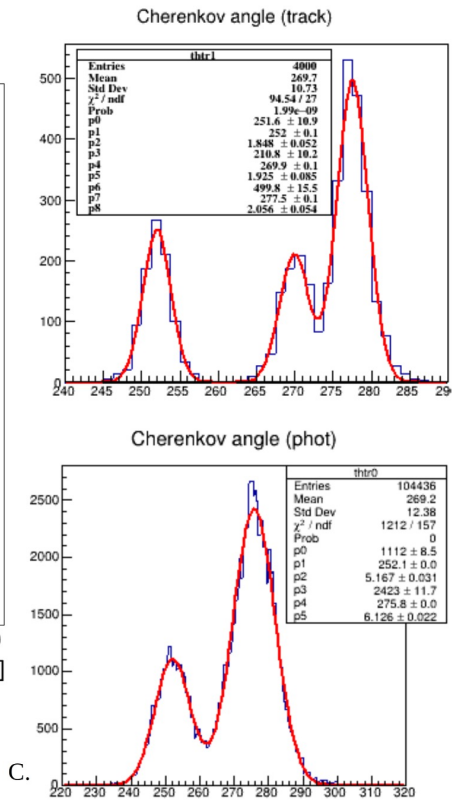 Cherenkov angle (track)
thtr1
Entries 4000
Mean 269.7
Std Dev 10.73
χ² / ndf 94.54 / 27
Prob 1.99e−09
p0 251.6 ± 10.9
p1 252 ± 0.1
p2 1.848 ± 0.052
p3 210.8 ± 10.2
p4 269.9 ± 0.1
p5 1.925 ± 0.085
p6 499.8 ± 15.5
p7 277.5 ± 0.1
p8 2.056 ± 0.054
500
400
300
200
100
0
240 245 250 255 260 265 270 275 280 285 29
Cherenkov angle (phot)
thtr0
Entries 104436
Mean 269.2
Std Dev 12.38
χ² / ndf 1212 / 157
Prob 0
p0 1112 ± 8.5
p1 252.1 ± 0.0
p2 5.167 ± 0.031
p3 2423 ± 11.7
p4 275.8 ± 0.0
p5 6.126 ± 0.022
2500
2000
1500
1000
500
0
220 230 240 250 260 270 280 290 300 310 320
)
]
C.